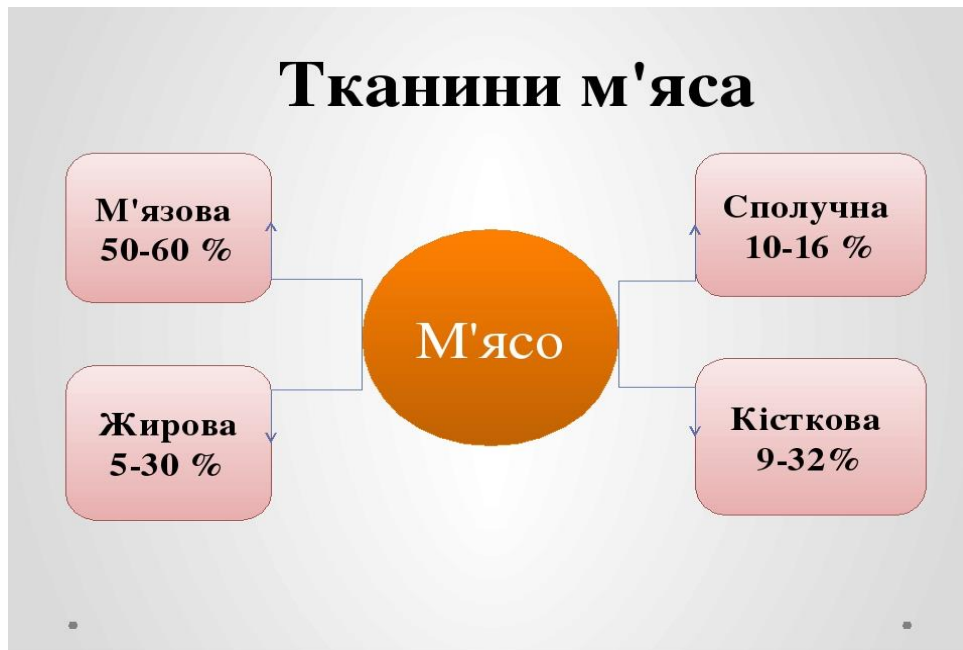 Тканини м'яса
М'язова
50-60 %
Сполучна
10-16 %
М'ясо
Жирова
5-30 %
Кісткова
9-32%